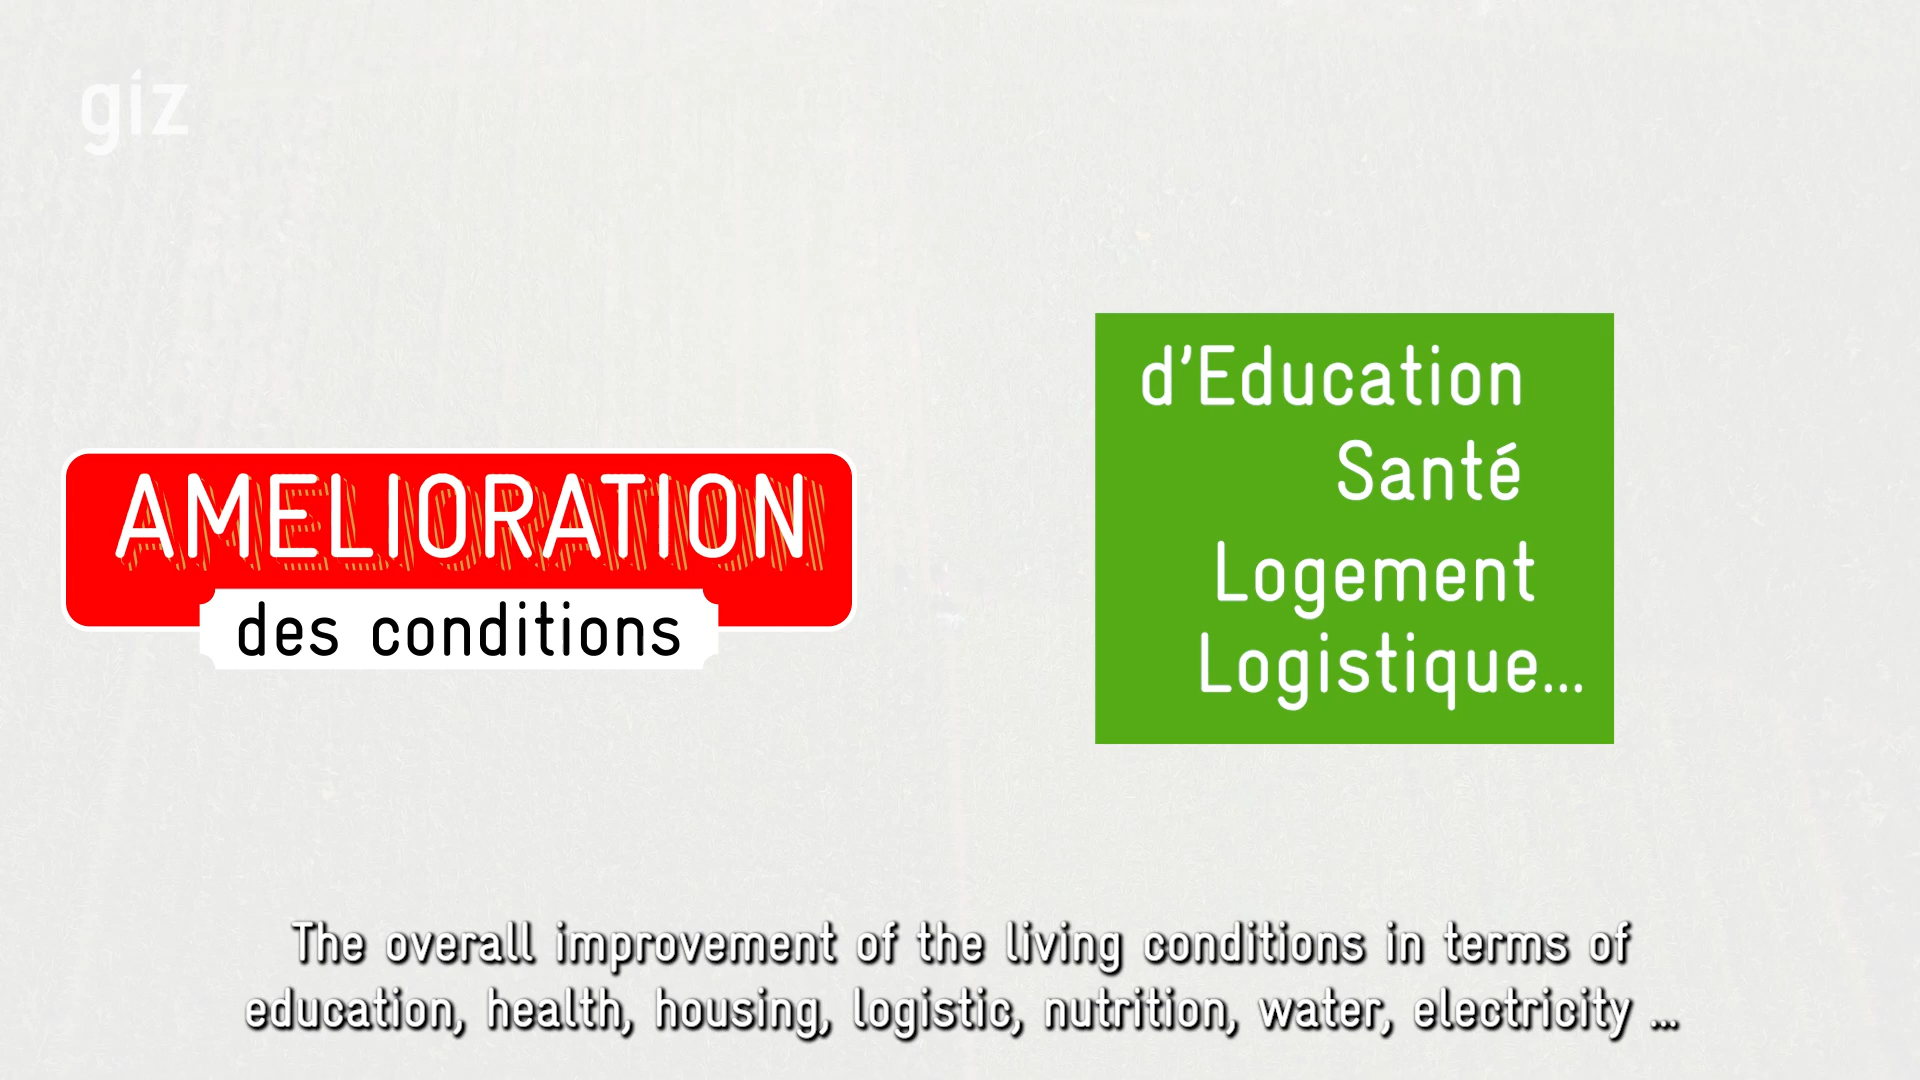 giz
AMELIORATION
des conditions
d'Education
Santé
Logement
Logistique...
The overall improvement of the living conditions in terms of
education, health, housing, logistic, nutrition, water, electricity ...